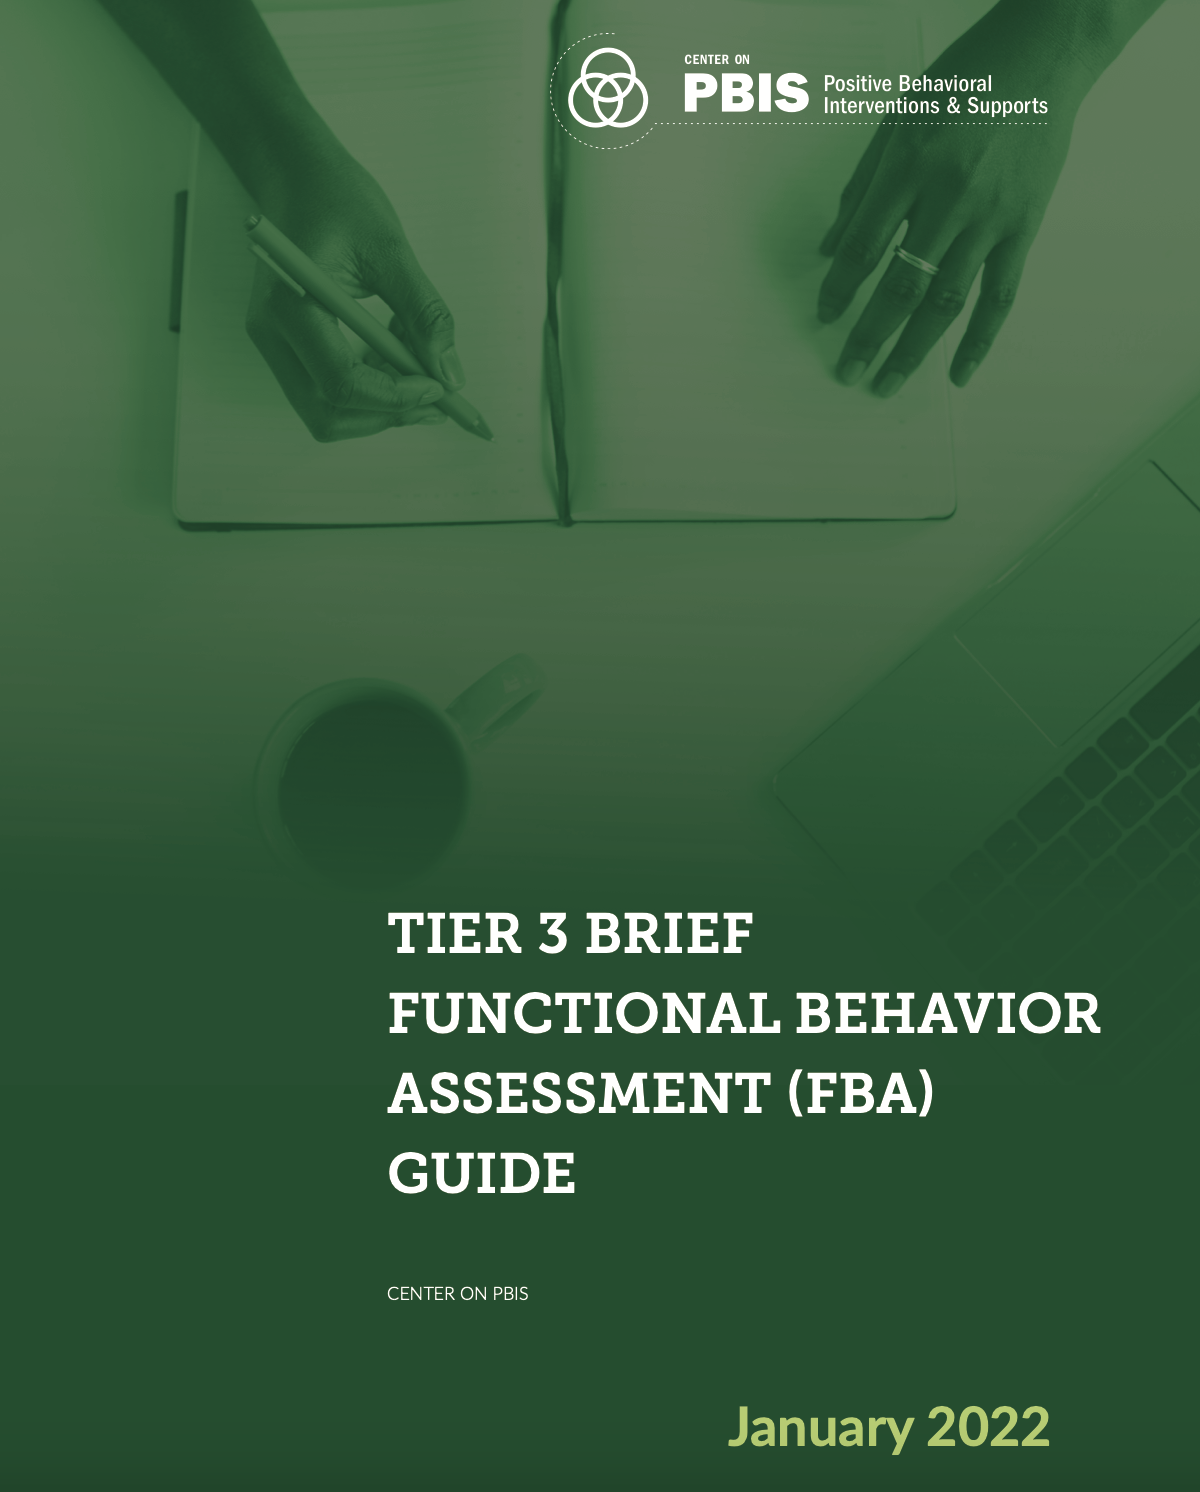 CENTER ON
PBIS
Positive Behavioral
Interventions & Supports
TIER 3 BRIEF
FUNCTIONAL BEHAVIOR
ASSESSMENT (FBA)
GUIDE
CENTER ON PBIS
January 2022